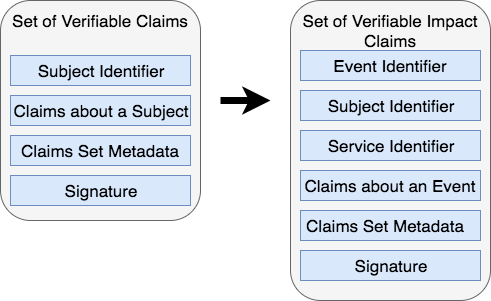 Set of Verifiable Claims
Subject Identifier
Claims about a Subject
Claims Set Metadata
Signature
Set of Verifiable Impact
Claims
Event Identifier
Subject Identifier
Service Identifier
Claims about an Event
Claims Set Metadata
Signature